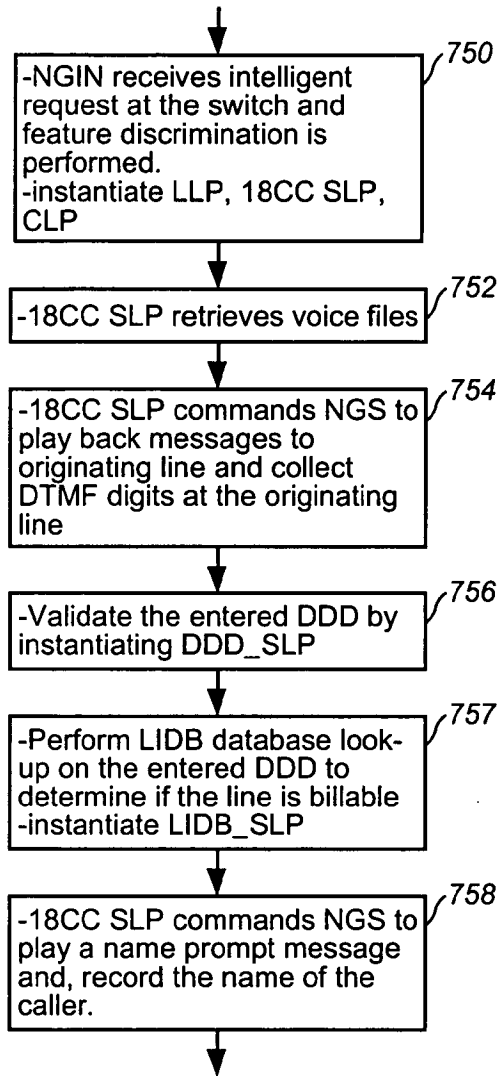 750
-NGIN receives intelligent
request at the switch and
feature discrimination is
performed.
-instantiate LLP, 18CC SLP,
CLP
752
-18CC SLP retrieves voice files
754
-18CC SLP commands NGS to
play back messages to
originating line and collect
DTMF digits at the originating
line
756
-Validate the entered DDD by
instantiating DDD_SLP
757
-Perform LIDB database look-
up on the entered DDD to
determine if the line is billable
-instantiate LIDB_SLP
758
-18CC SLP commands NGS to
play a name prompt message
and, record the name of the
caller.